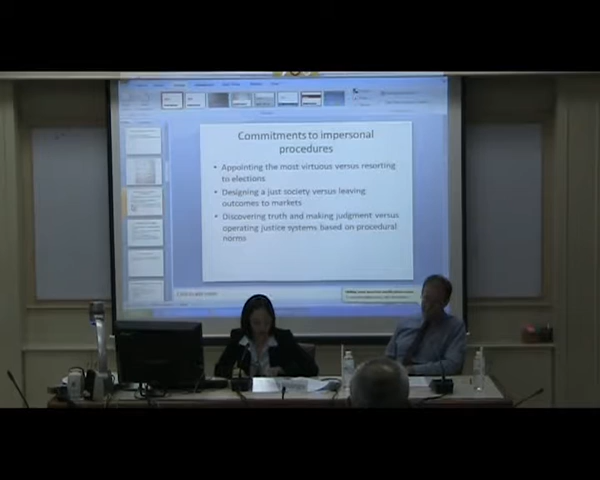 Commitments to impersonal
procedures
• Appointing the most virtuous versus resorting
to elections
• Designing a just society versus leaving
outcomes to markets
• Discovering truth and making judgment versus
operating justice systems based on procedural
norms